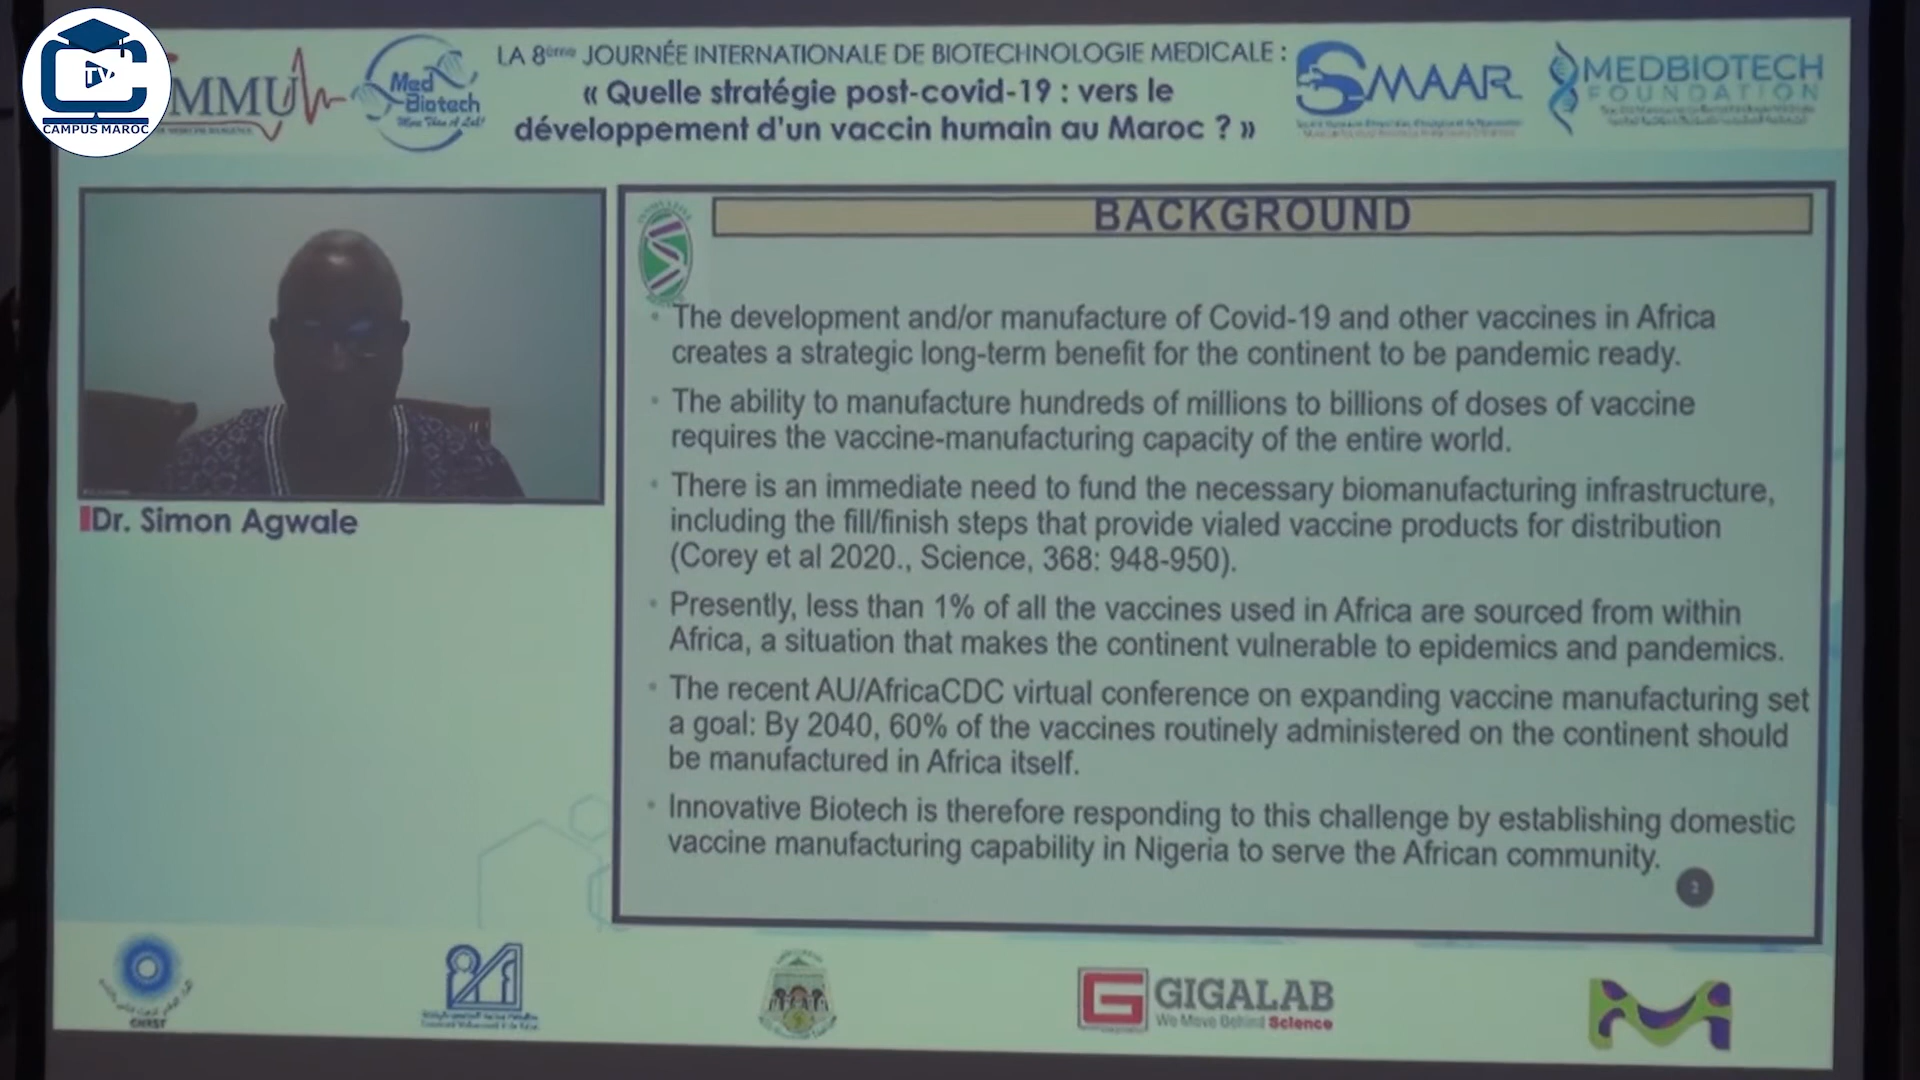 TV
CAMPUS MAROC
IMMU
Med
Biotech
More Than A Lab!
LA 8ème JOURNÉE INTERNATIONALE DE BIOTECHNOLOGIE MEDICALE :
« Quelle stratégie post-covid-19 : vers le
développement d'un vaccin humain au Maroc ? »
SMAAR
MEDBIOTECH
FOUNDATION
Dr. Simon Agwale
BACKGROUND
• The development and/or manufacture of Covid-19 and other vaccines in Africa
creates a strategic long-term benefit for the continent to be pandemic ready.
• The ability to manufacture hundreds of millions to billions of doses of vaccine
requires the vaccine-manufacturing capacity of the entire world.
• There is an immediate need to fund the necessary biomanufacturing infrastructure,
including the fill/finish steps that provide vialed vaccine products for distribution
(Corey et al 2020., Science, 368: 948-950).
• Presently, less than 1% of all the vaccines used in Africa are sourced from within
Africa, a situation that makes the continent vulnerable to epidemics and pandemics.
• The recent AU/AfricaCDC virtual conference on expanding vaccine manufacturing set
a goal: By 2040, 60% of the vaccines routinely administered on the continent should
be manufactured in Africa itself.
• Innovative Biotech is therefore responding to this challenge by establishing domestic
vaccine manufacturing capability in Nigeria to serve the African community.
2
CNRST
GIGALAB
We Move Behind Science